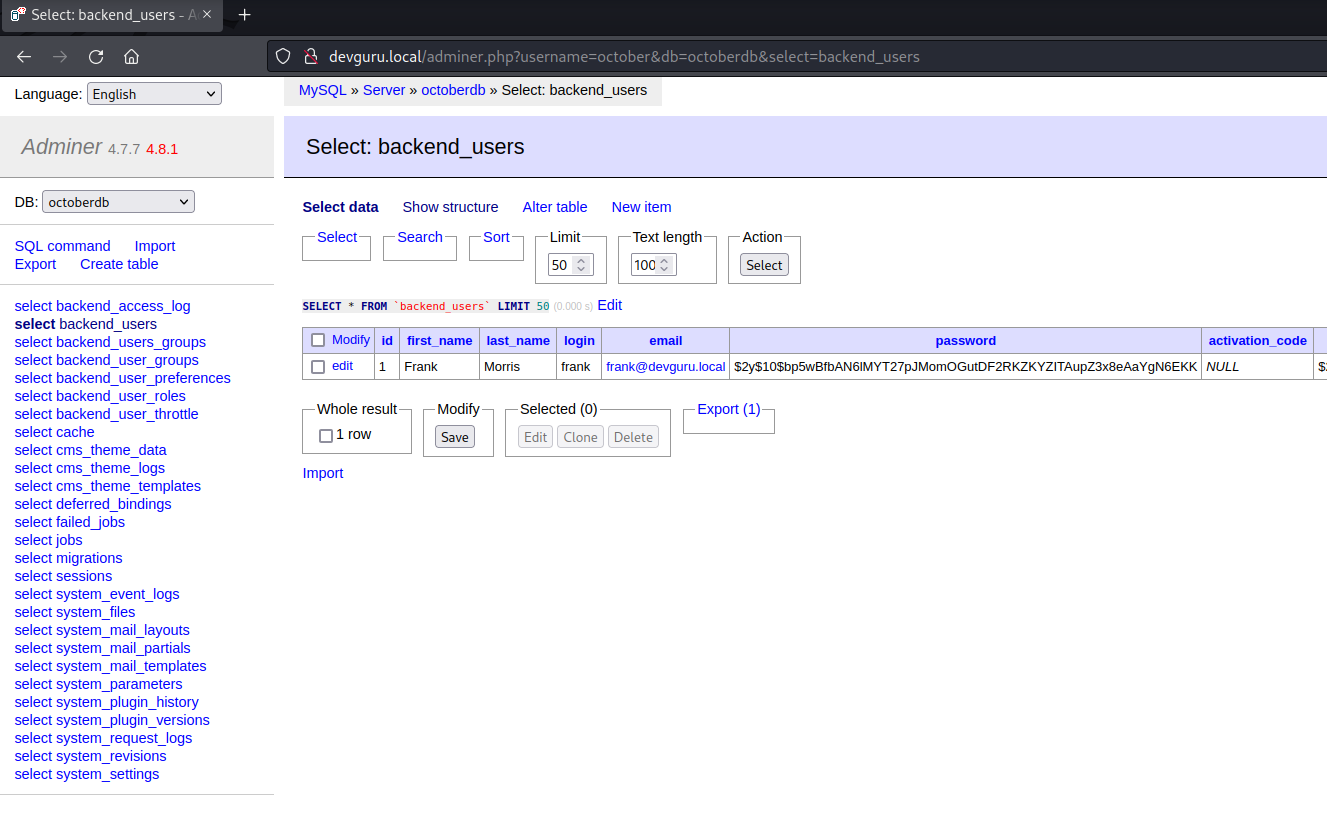 Select: backend_users - A
devguru.local/adminer.php?username=october&db=octoberdb&select=backend_users
Language: English
MySQL » Server » octoberdb » Select: backend_users
Adminer 4.7.7 4.8.1
Select: backend_users
DB: octoberdb
Select data Show structure Alter table New item
SQL command Import
Export Create table
Select Search Sort Limit Text length Action
50 100 Select
SELECT * FROM `backend_users` LIMIT 50 (0.000 s) Edit
select backend_access_log
select backend_users
select backend_users_groups
select backend_user_groups
select backend_user_preferences
select backend_user_roles
select backend_user_throttle
select cache
select cms_theme_data
select cms_theme_logs
select cms_theme_templates
select deferred_bindings
select failed_jobs
select jobs
select migrations
select sessions
select system_event_logs
select system_files
select system_mail_layouts
select system_mail_partials
select system_mail_templates
select system_parameters
select system_plugin_history
select system_plugin_versions
select system_request_logs
select system_revisions
select system_settings
Modify id first_name last_name login email password activation_code
edit 1 Frank Morris frank frank@devguru.local $2y$10$bp5wBfbAN6lMYT27pJMomOGutDF2RKZKYZITAupZ3x8eAaYgN6EKK NULL $2
Whole result Modify Selected (0) Export (1)
1 row Save Edit Clone Delete
Import